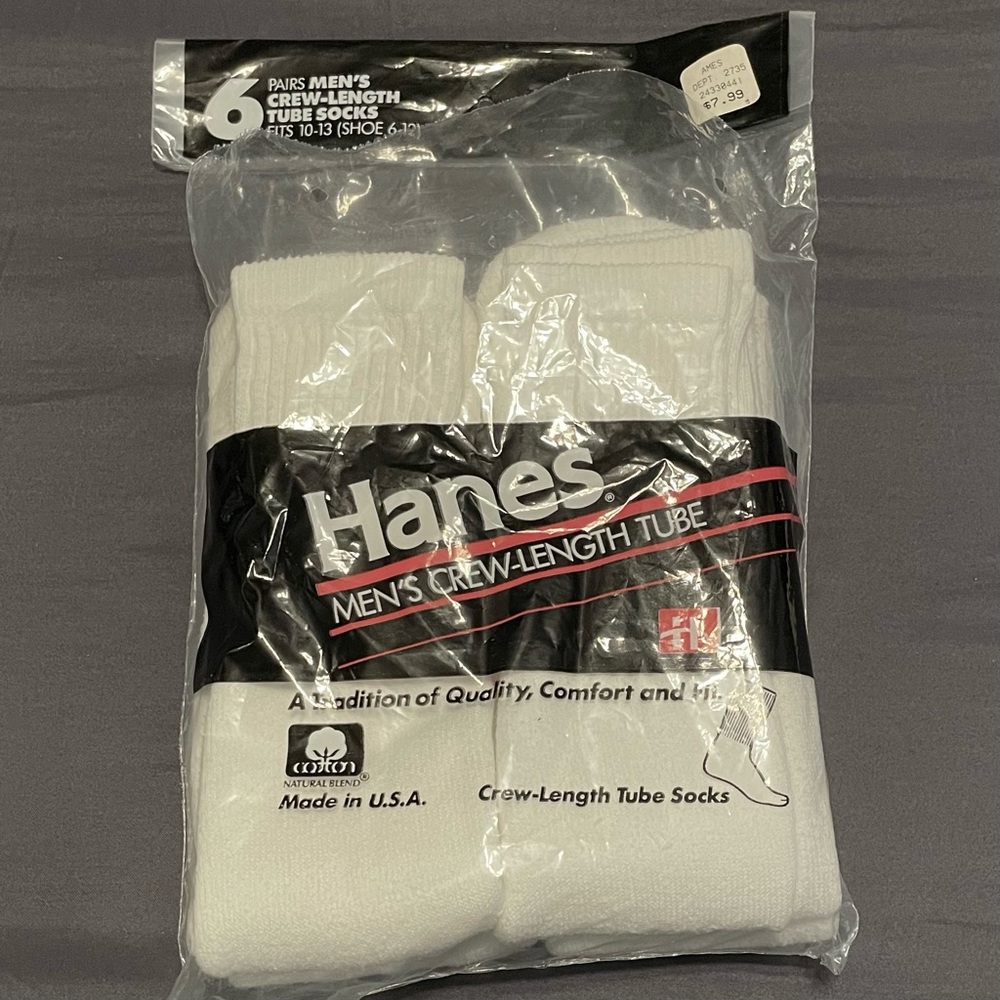 6
PAIRS MEN'S
CREW-LENGTH
TUBE SOCKS
FITS 10-13 (SHOE 6-12)
AMES
DEPT 2735
24330441
$7.99
Hanes®
MEN'S CREW-LENGTH TUBE
H
A Tradition of Quality, Comfort and Fit.
cotton
NATURAL BLEND®
Made in U.S.A.
Crew-Length Tube Socks